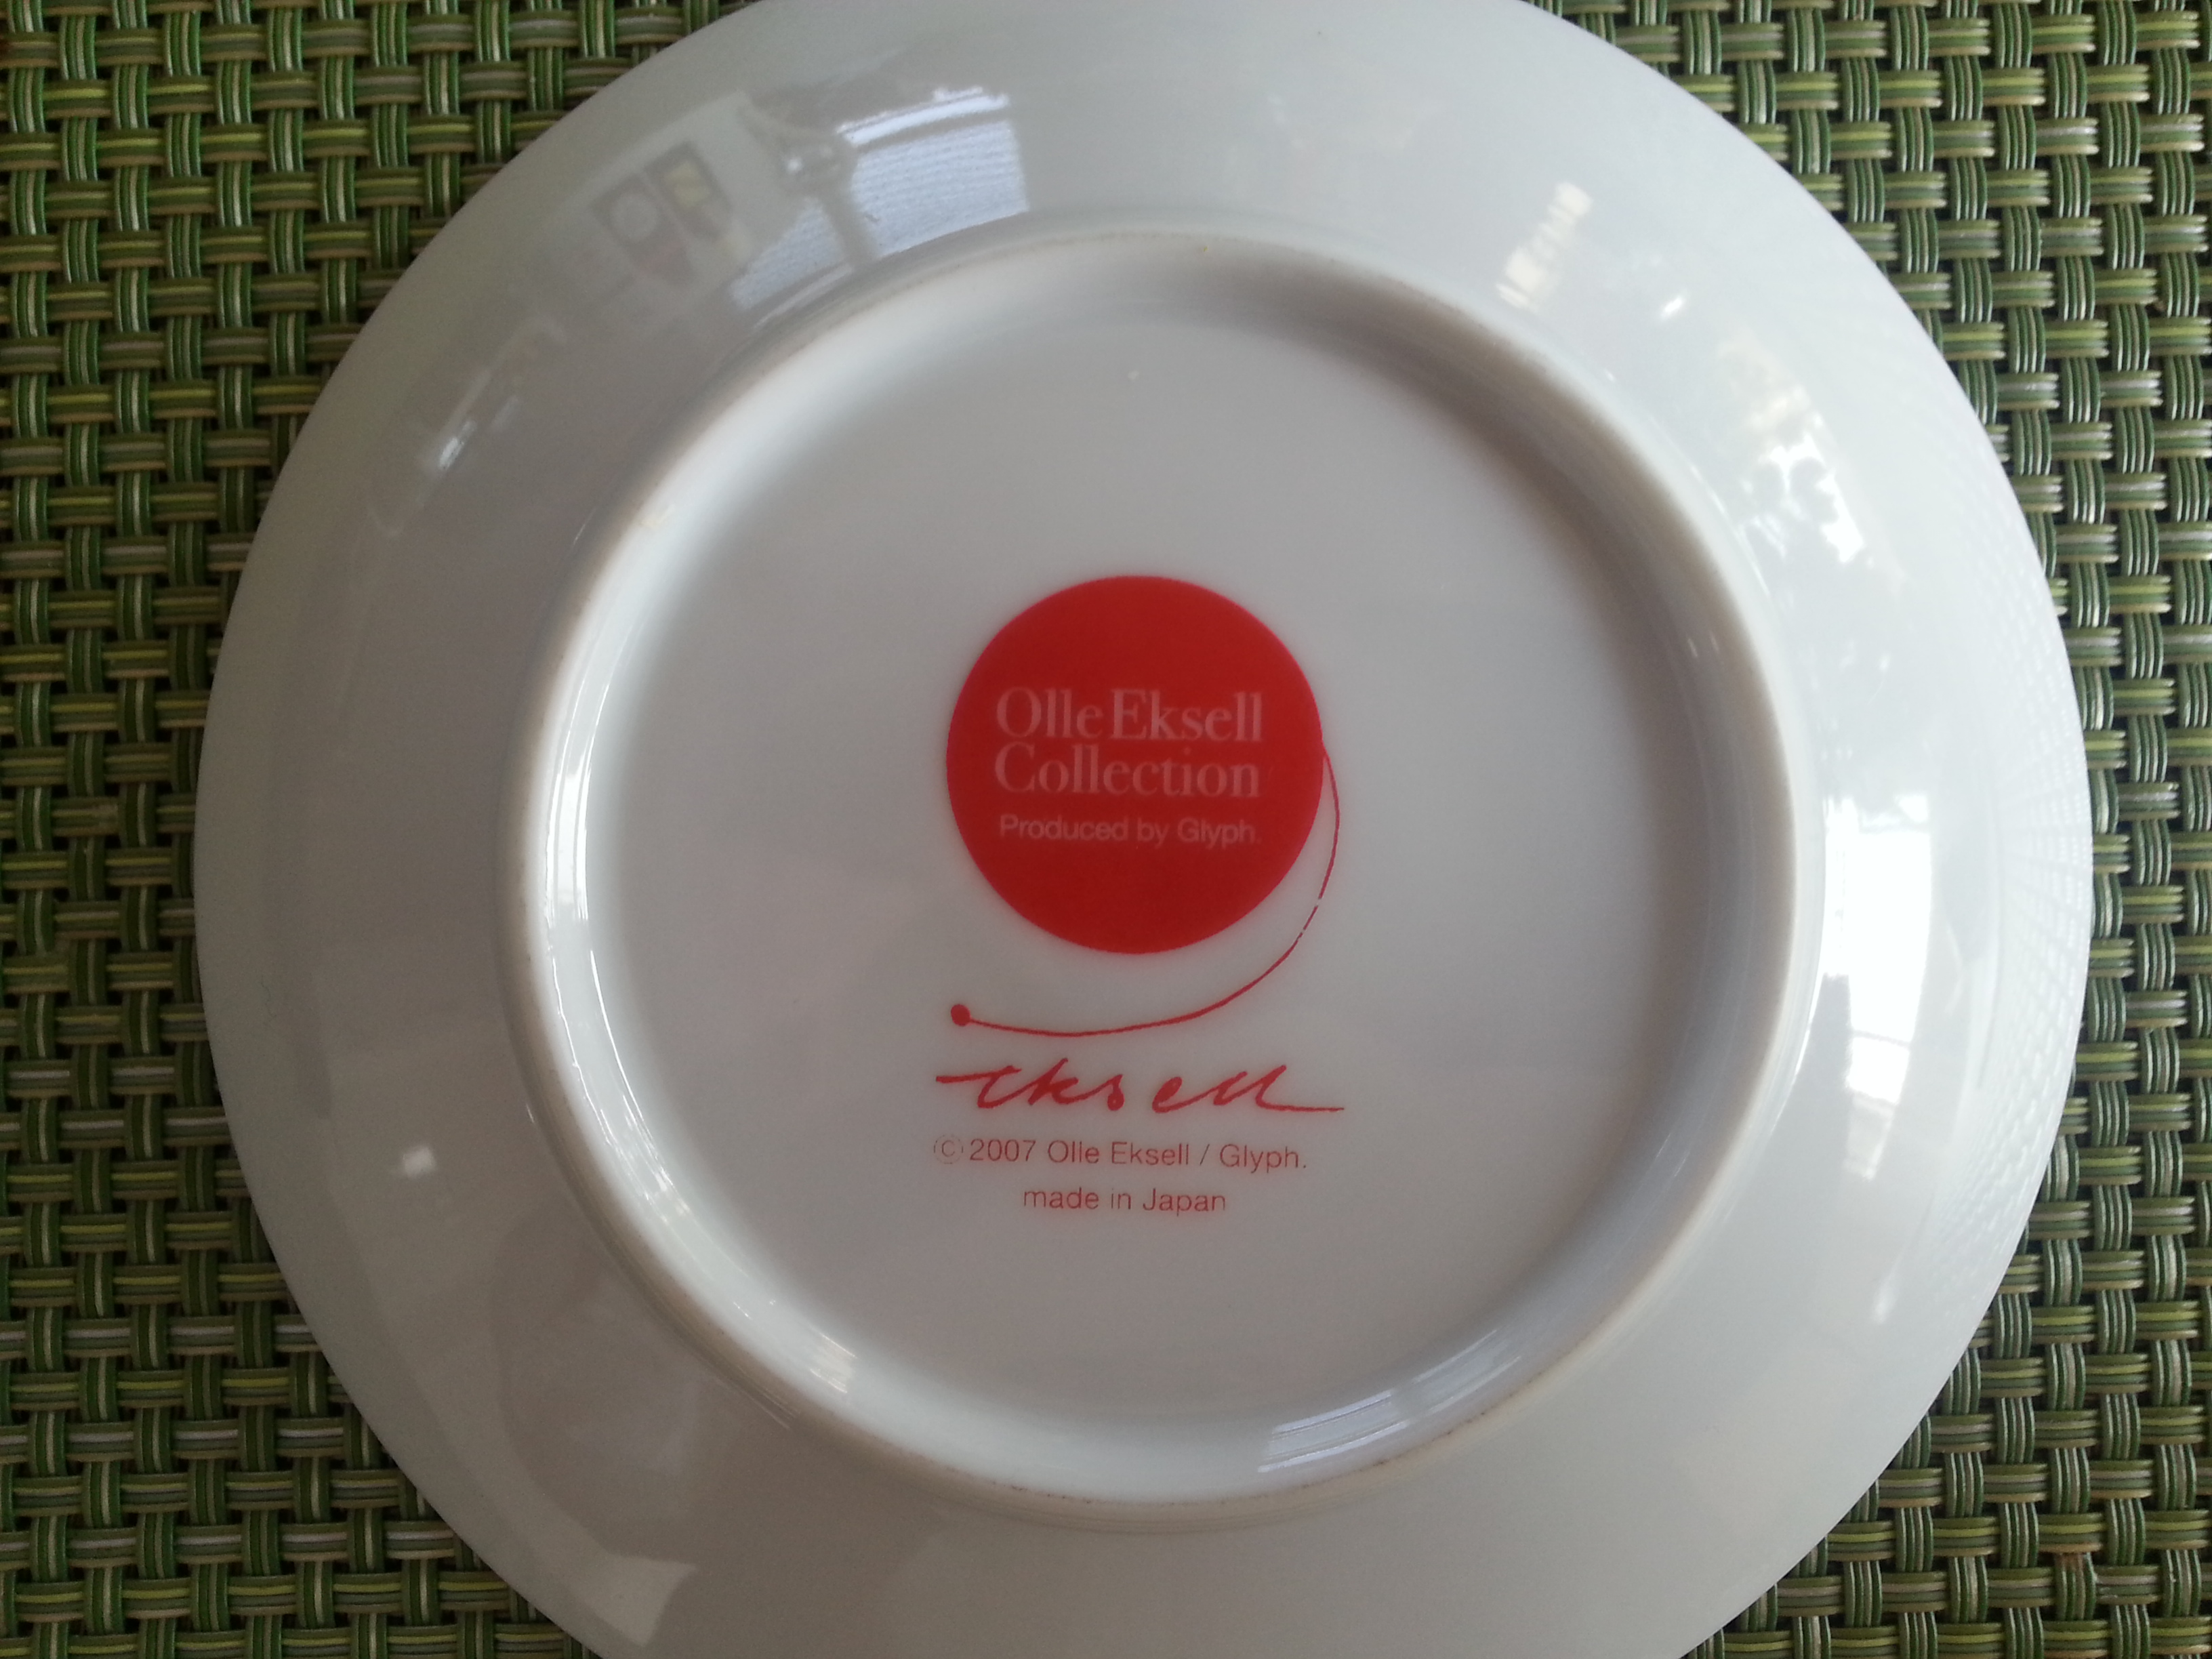 Olle Eksell
Collection
Produced by Glyph.
eksell
©2007 Olle Eksell / Glyph.
made in Japan